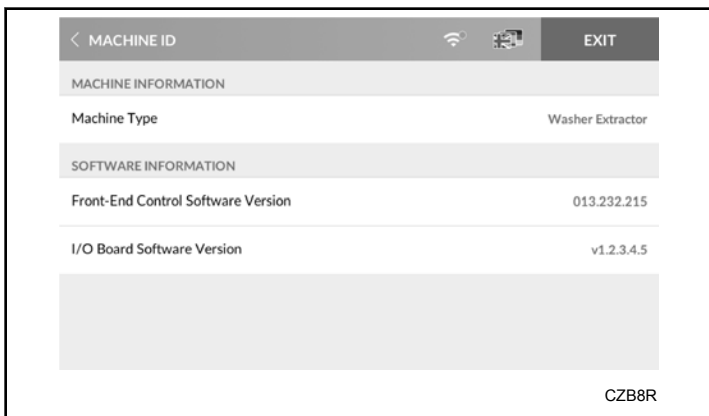 < MACHINE ID EXIT
MACHINE INFORMATION
Machine Type Washer Extractor
SOFTWARE INFORMATION
Front-End Control Software Version 013.232.215
I/O Board Software Version v1.2.3.4.5
CZB8R